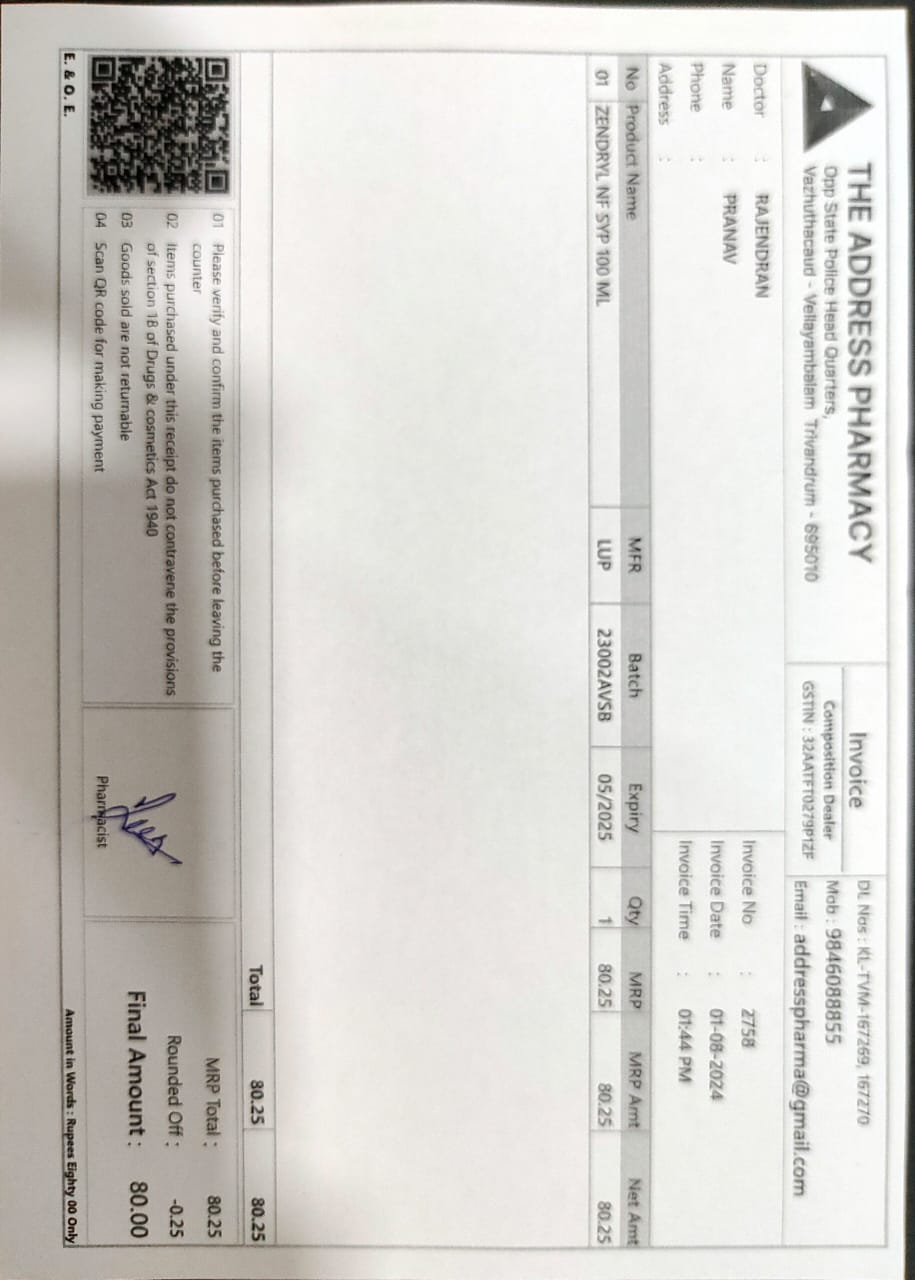 THE ADDRESS PHARMACY
Opp State Police Head Quarters,
Vazhuthacaud - Vellayambalam Trivandrum - 695010
Invoice
Composition Dealer
GSTIN : 32AATFT0279P1ZF
DL Nos : KL-TVM-167269, 167270
Mob : 9846088855
Email : addresspharma@gmail.com
Doctor : RAJENDRAN
Name : PRANAV
Phone :
Address :
Invoice No : 2758
Invoice Date : 01-08-2024
Invoice Time : 01:44 PM
No Product Name MFR Batch Expiry Qty MRP MRP Amt Net Amt
01 ZENDRYL NF SYP 100 ML LUP 23002AVSB 05/2025 1 80.25 80.25 80.25
Total 80.25 80.25
01 Please verify and confirm the items purchased before leaving the
counter
02 Items purchased under this receipt do not contravene the provisions
of section 18 of Drugs & cosmetics Act 1940
03 Goods sold are not returnable
04 Scan QR code for making payment
Pharmacist
MRP Total : 80.25
Rounded Off : -0.25
Final Amount : 80.00
E. & O. E.
Amount in Words : Rupees Eighty 00 Only